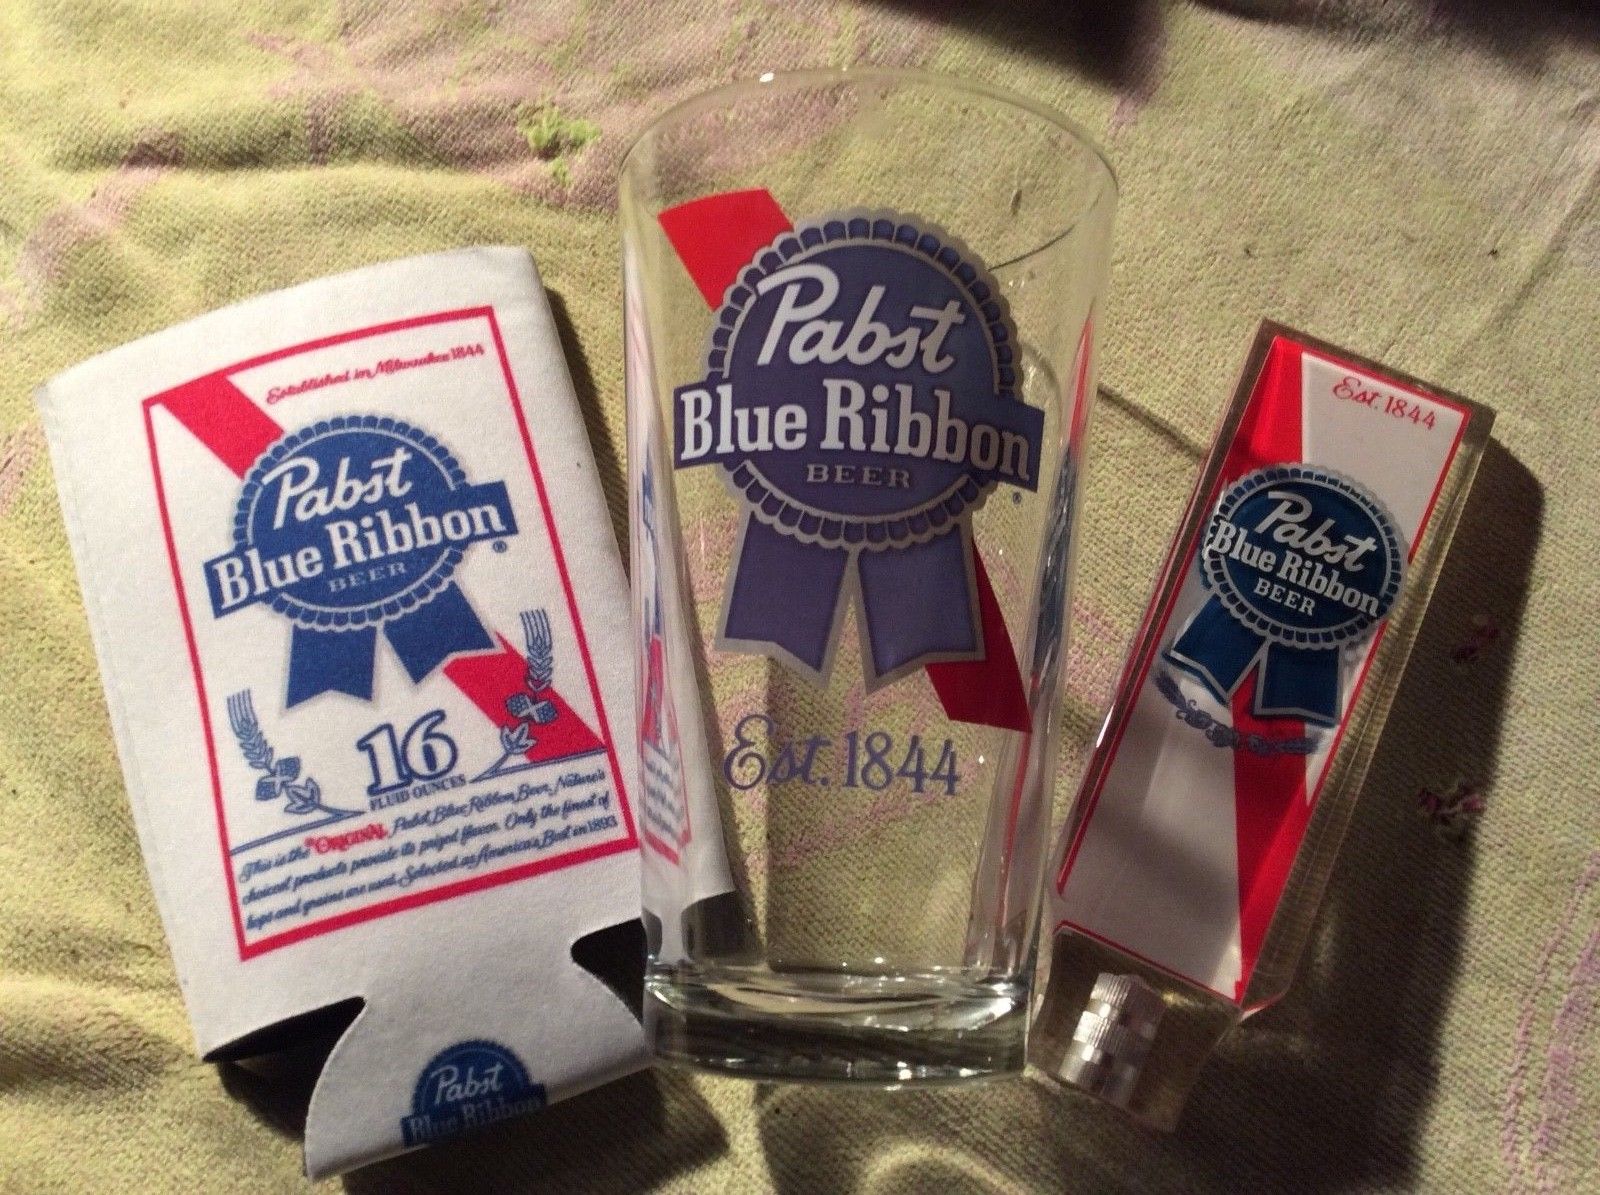 Established in Milwaukee 1844
Pabst
Blue Ribbon®
BEER
16
FLUID OUNCES
This is the "ORIGINAL Pabst Blue Ribbon Beer. Nature's
choicest products provide its prized flavor. Only the finest of
hops and grains are used. Selected as America's Best in 1893
Pabst
Blue Ribbon
Pabst
Blue Ribbon®
BEER
Est. 1844
Est. 1844
Pabst
Blue Ribbon
BEER